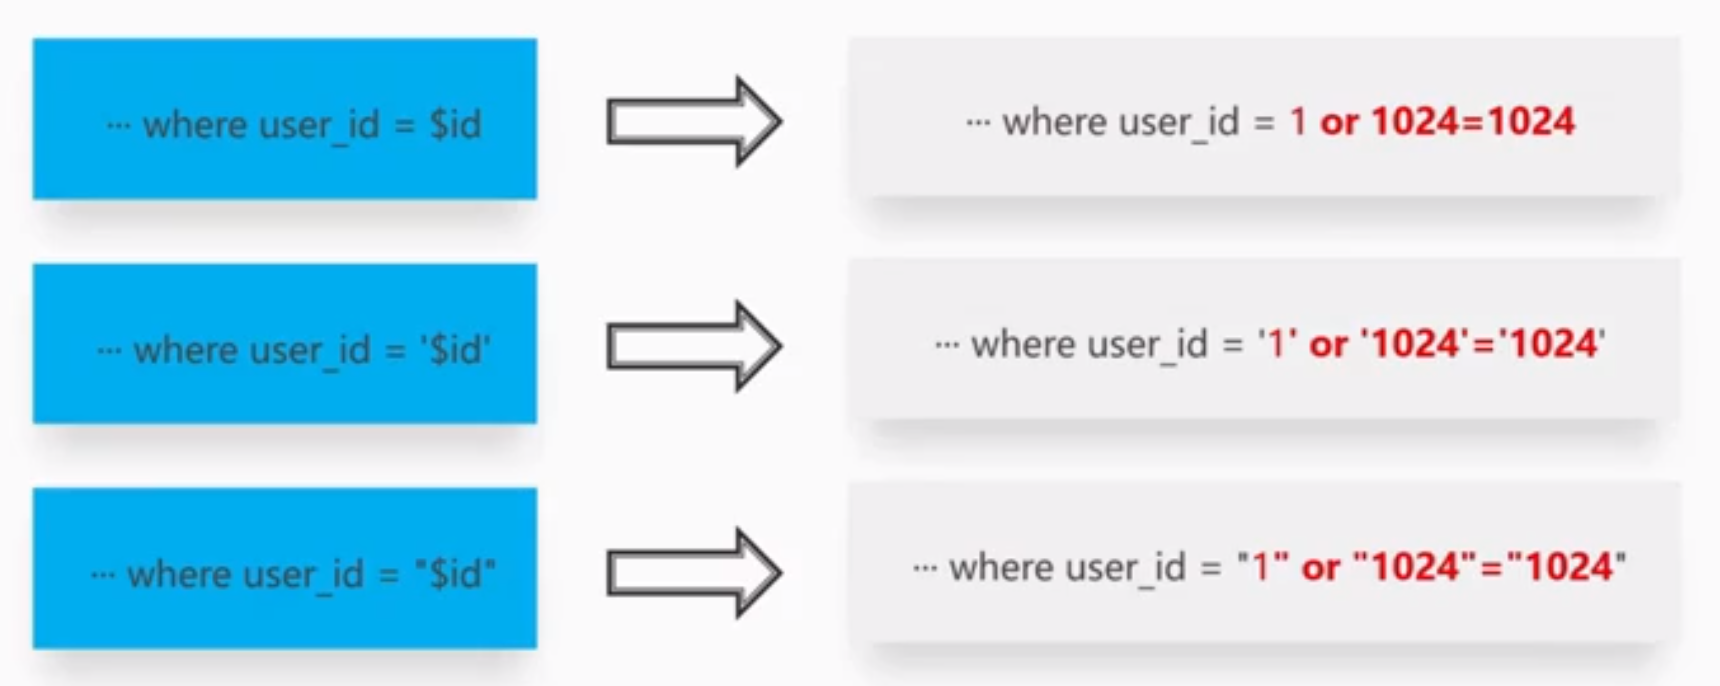 ··· where user_id = $id
··· where user_id = 1 or 1024=1024
··· where user_id = '$id'
··· where user_id = '1' or '1024'='1024'
··· where user_id = "$id"
··· where user_id = "1" or "1024"="1024"